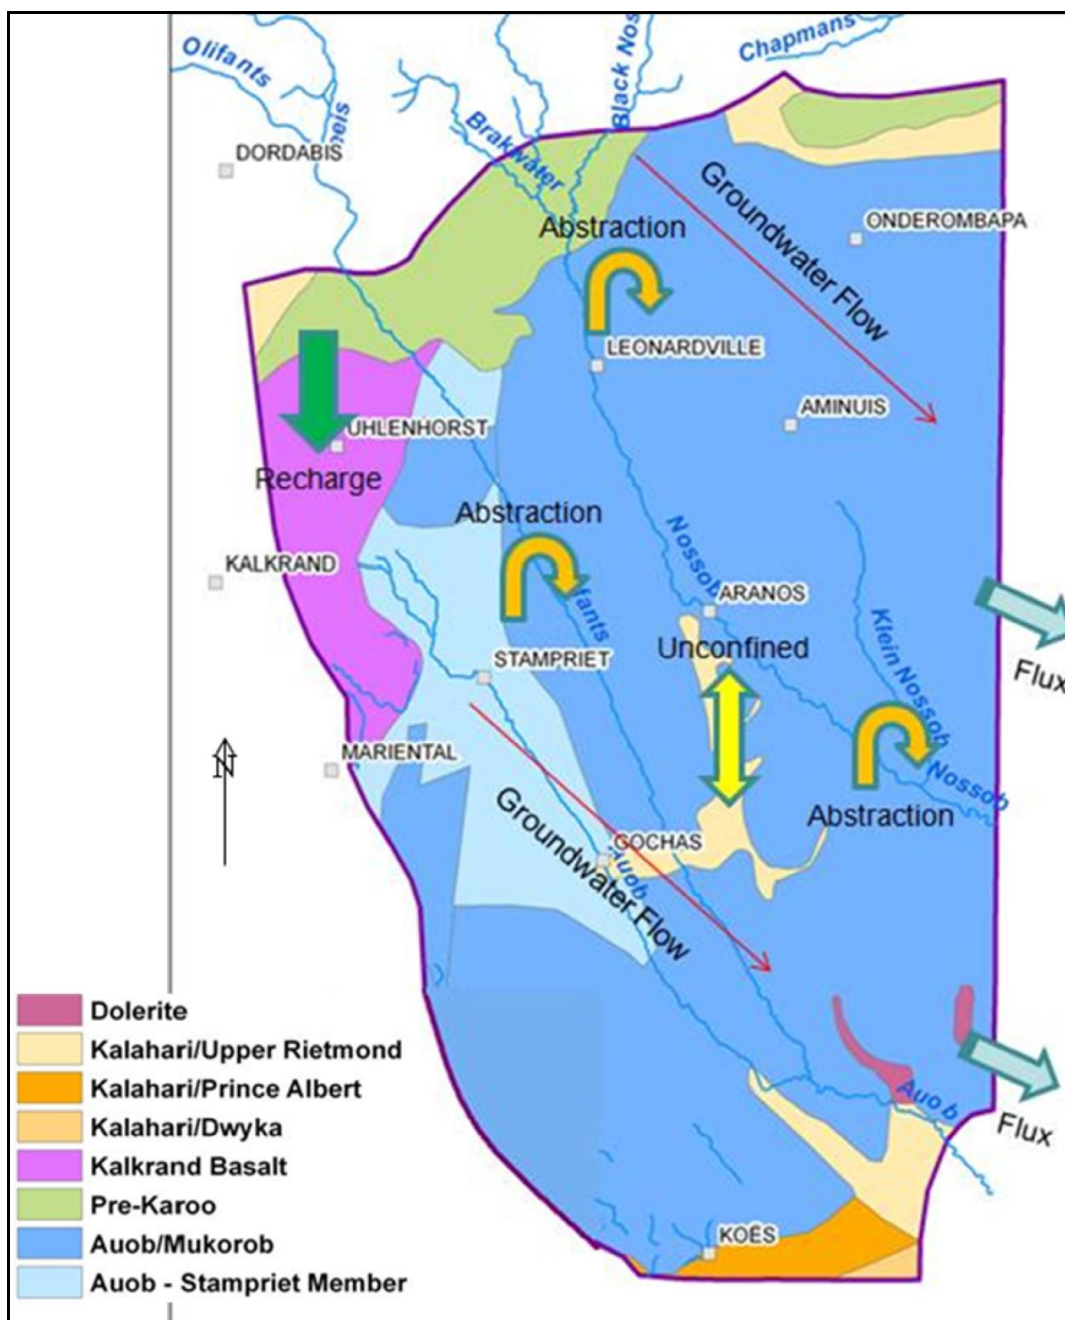 Olifants
Black Nos
Chapmans
eis
Brakwater
DORDABIS
Groundwater Flow
Abstraction
ONDEROMBAPA
LEONARDVILLE
AMINUIS
UHLENHORST
Recharge
Abstraction
Nossob
KALKRAND
ARANOS
fants
Klein Nossob
Unconfined
STAMPRIET
Flux
MARIENTAL
N
Nossob
Groundwater Flow
Abstraction
GOCHAS
Auob
Dolerite
Kalahari/Upper Rietmond
Kalahari/Prince Albert
Kalahari/Dwyka
Kalkrand Basalt
Pre-Karoo
Auob/Mukorob
Auob - Stampriet Member
Auob
Flux
KOËS